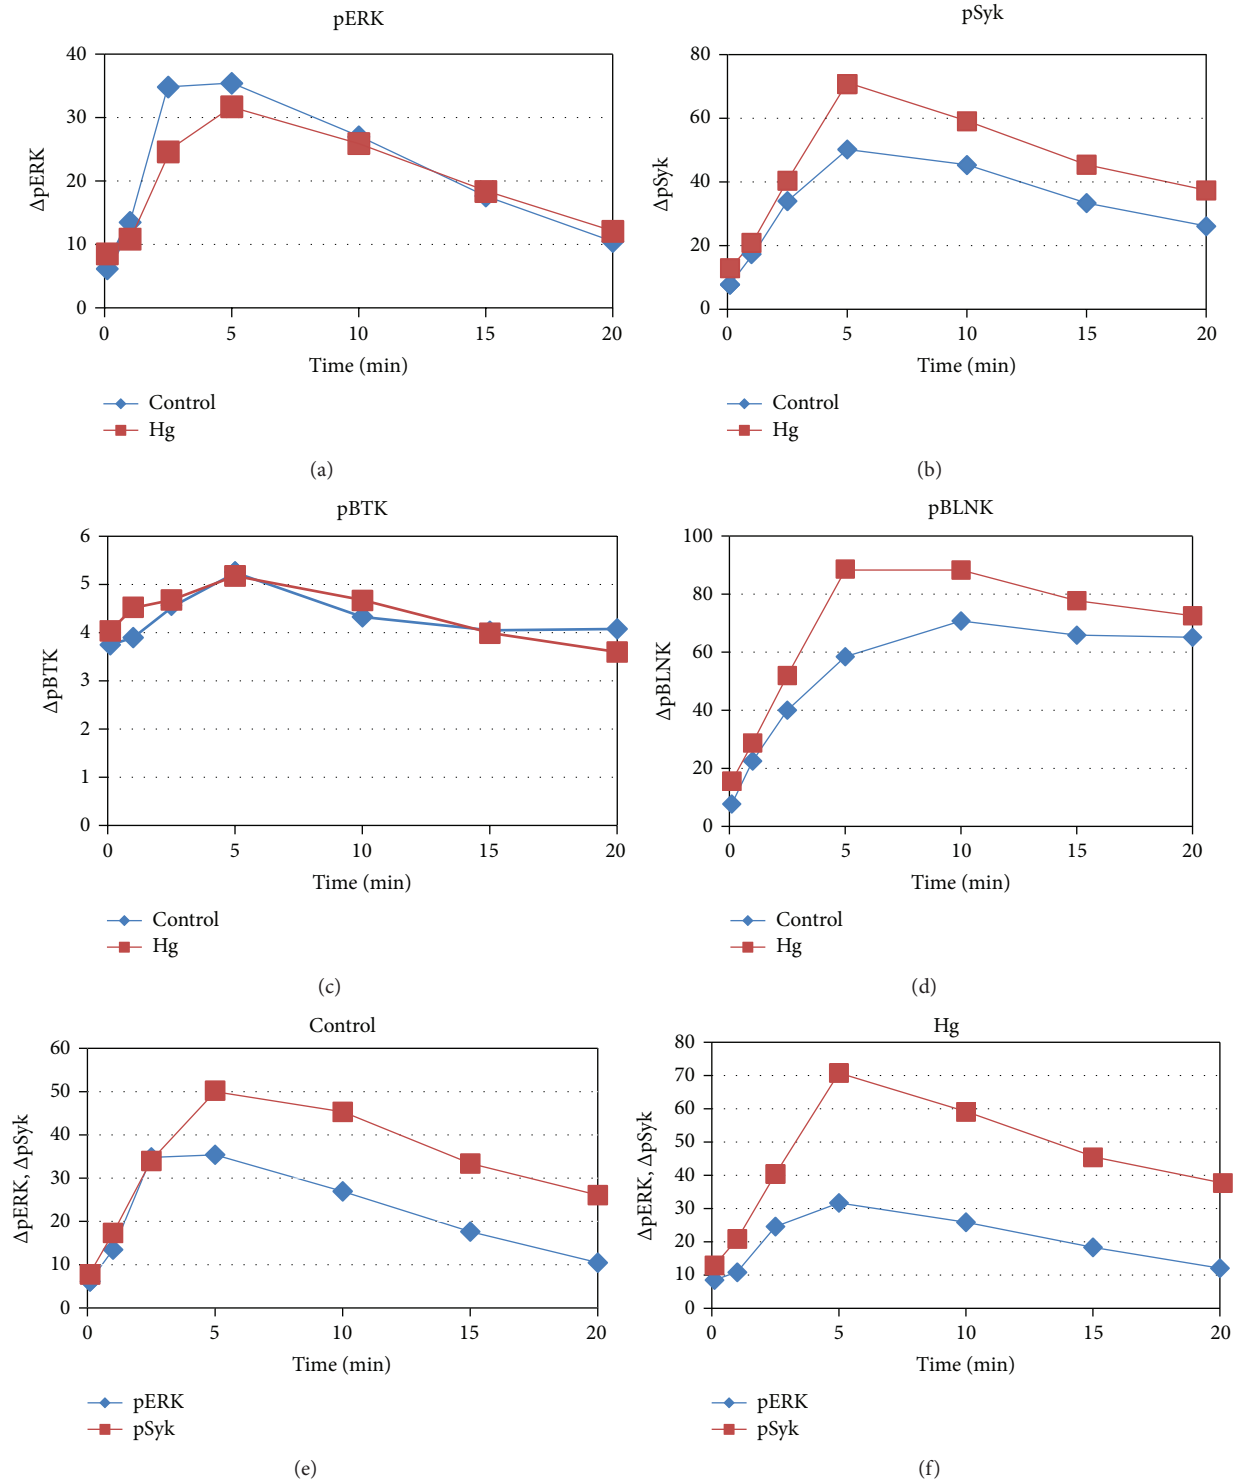 pERK
40
30
20
10
0
ΔpERK
0 5 10 15 20
Time (min)
Control
Hg
(a)
pSyk
80
60
40
20
0
ΔpSyk
0 5 10 15 20
Time (min)
Control
Hg
(b)
pBTK
6
5
4
3
2
1
0
ΔpBTK
0 5 10 15 20
Time (min)
Control
Hg
(c)
pBLNK
100
80
60
40
20
0
ΔpBLNK
0 5 10 15 20
Time (min)
Control
Hg
(d)
Control
60
50
40
30
20
10
0
ΔpERK, ΔpSyk
0 5 10 15 20
Time (min)
pERK
pSyk
(e)
Hg
80
70
60
50
40
30
20
10
0
ΔpERK, ΔpSyk
0 5 10 15 20
Time (min)
pERK
pSyk
(f)